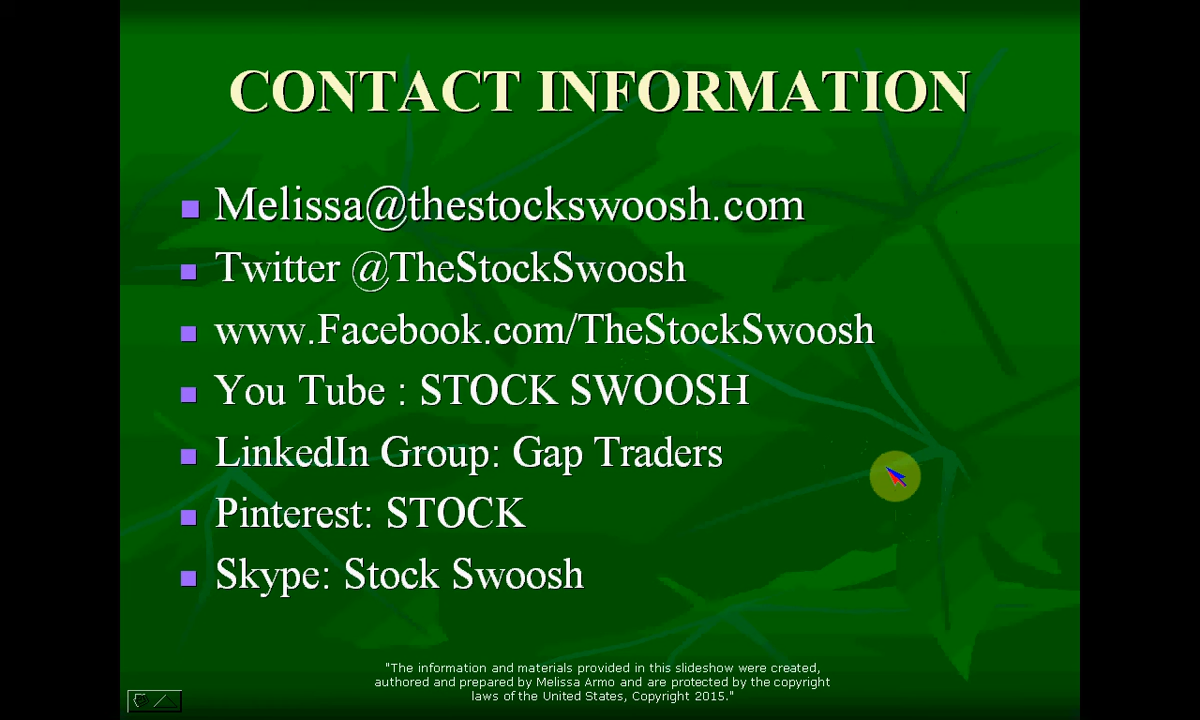 CONTACT INFORMATION
Melissa@thestockswoosh.com
Twitter @TheStockSwoosh
www.Facebook.com/TheStockSwoosh
You Tube : STOCK SWOOSH
LinkedIn Group: Gap Traders
Pinterest: STOCK
Skype: Stock Swoosh
"The information and materials provided in this slideshow were created,
authored and prepared by Melissa Armo and are protected by the copyright
laws of the United States, Copyright 2015."